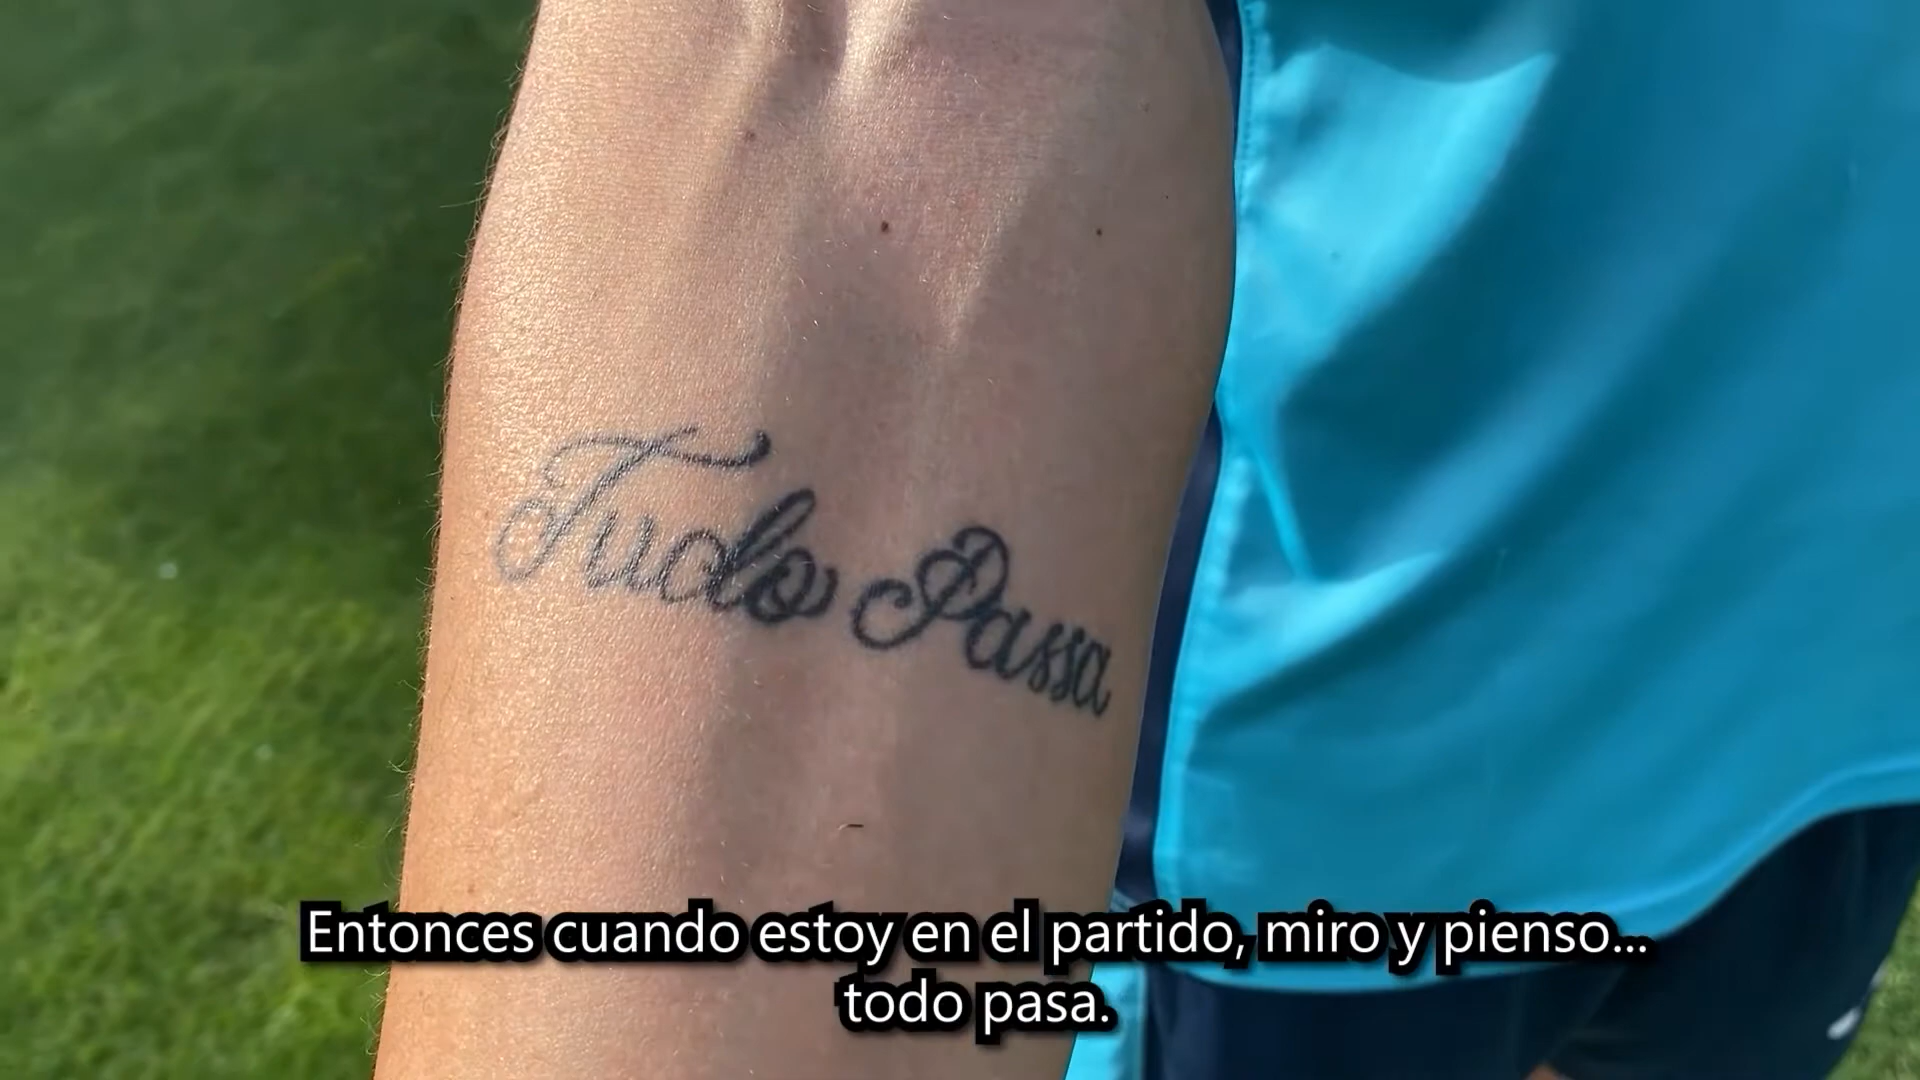 Tudo Passa
Entonces cuando estoy en el partido, miro y pienso...
todo pasa.